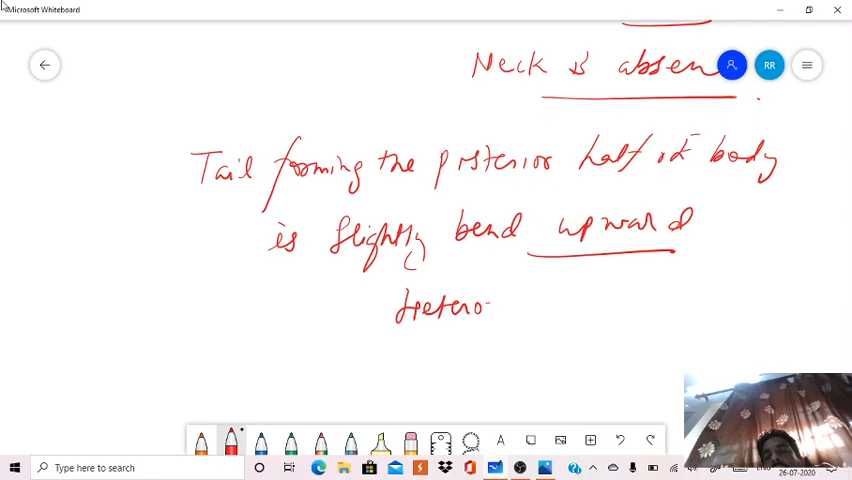 Microsoft Whiteboard
Neck is absen
RR
Tail forming the posterior half of body
is slightly bend upward
(
Hetero
Type here to search
26-07-2020